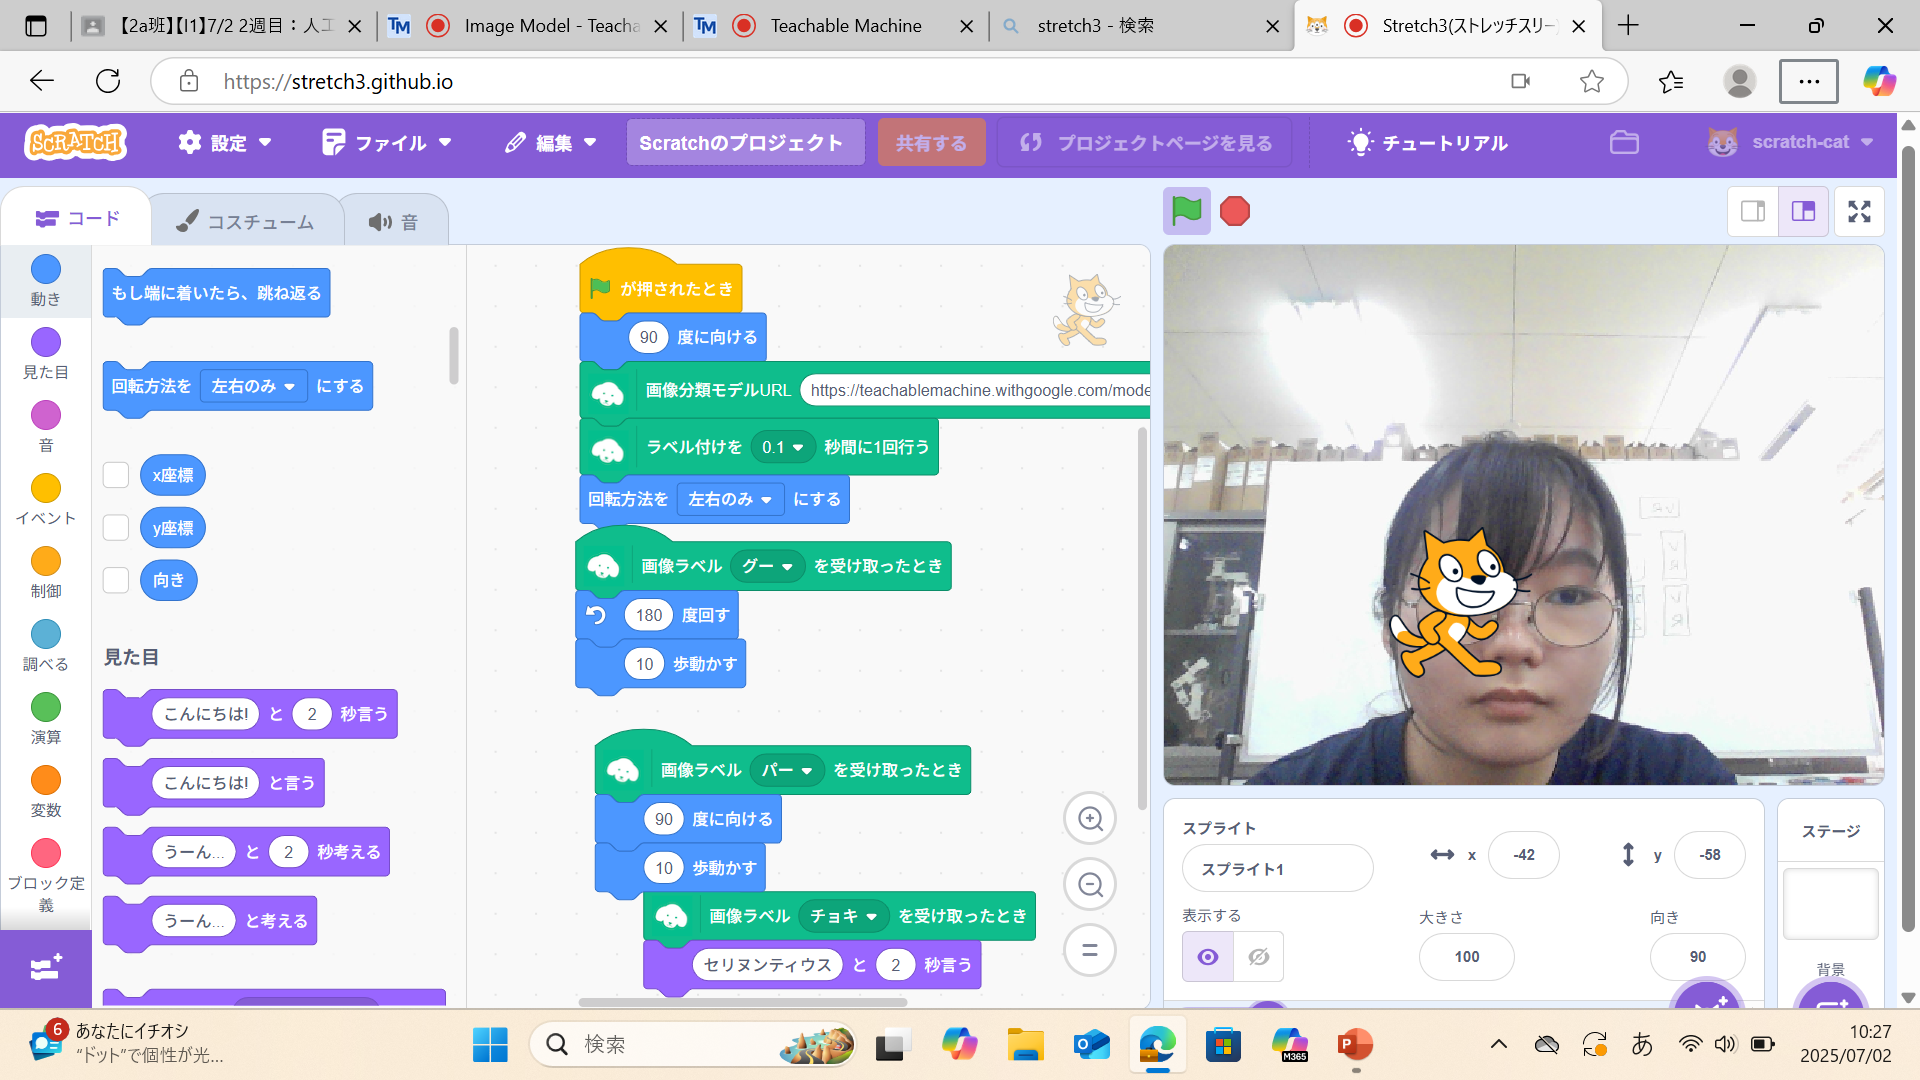 【2a班】【I1】7/2 2週目：人工
Image Model - Teacha
Teachable Machine
stretch3 - 検索
Stretch3(ストレッチスリー)
https://stretch3.github.io
SCRATCH
設定
ファイル
編集
Scratchのプロジェクト
共有する
プロジェクトページを見る
チュートリアル
scratch-cat
コード
コスチューム
音
動き
見た目
音
イベント
制御
調べる
演算
変数
ブロック定
義
もし端に着いたら、跳ね返る
回転方法を 左右のみ にする
x座標
y座標
向き
見た目
こんにちは! と 2 秒言う
こんにちは! と言う
うーん... と 2 秒考える
うーん... と考える
が押されたとき
90 度に向ける
画像分類モデルURL https://teachablemachine.withgoogle.com/mode
ラベル付けを 0.1 秒間に1回行う
回転方法を 左右のみ にする
画像ラベル グー を受け取ったとき
180 度回す
10 歩動かす
画像ラベル パー を受け取ったとき
90 度に向ける
10 歩動かす
画像ラベル チョキ を受け取ったとき
セリヌンティウス と 2 秒言う
スプライト
スプライト1
x -42
y -58
表示する
大きさ
100
向き
90
ステージ
背景
6
あなたにイチオシ
“ドット”で個性が光...
検索
M365
あ
10:27
2025/07/02